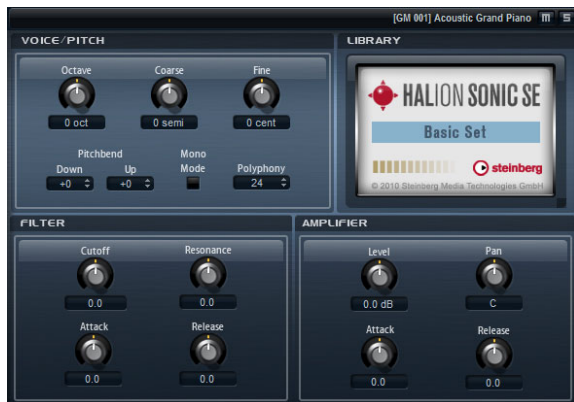 [GM 001] Acoustic Grand Piano M S
VOICE/PITCH
Octave Coarse Fine
0 oct 0 semi 0 cent
Pitchbend
Down Up
+0 +0
Mono
Mode
Polyphony
24
LIBRARY
HALION SONIC SE
Basic Set
steinberg
© 2010 Steinberg Media Technologies GmbH
FILTER
Cutoff Resonance
0.0 0.0
Attack Release
0.0 0.0
AMPLIFIER
Level Pan
0.0 dB C
Attack Release
0.0 0.0